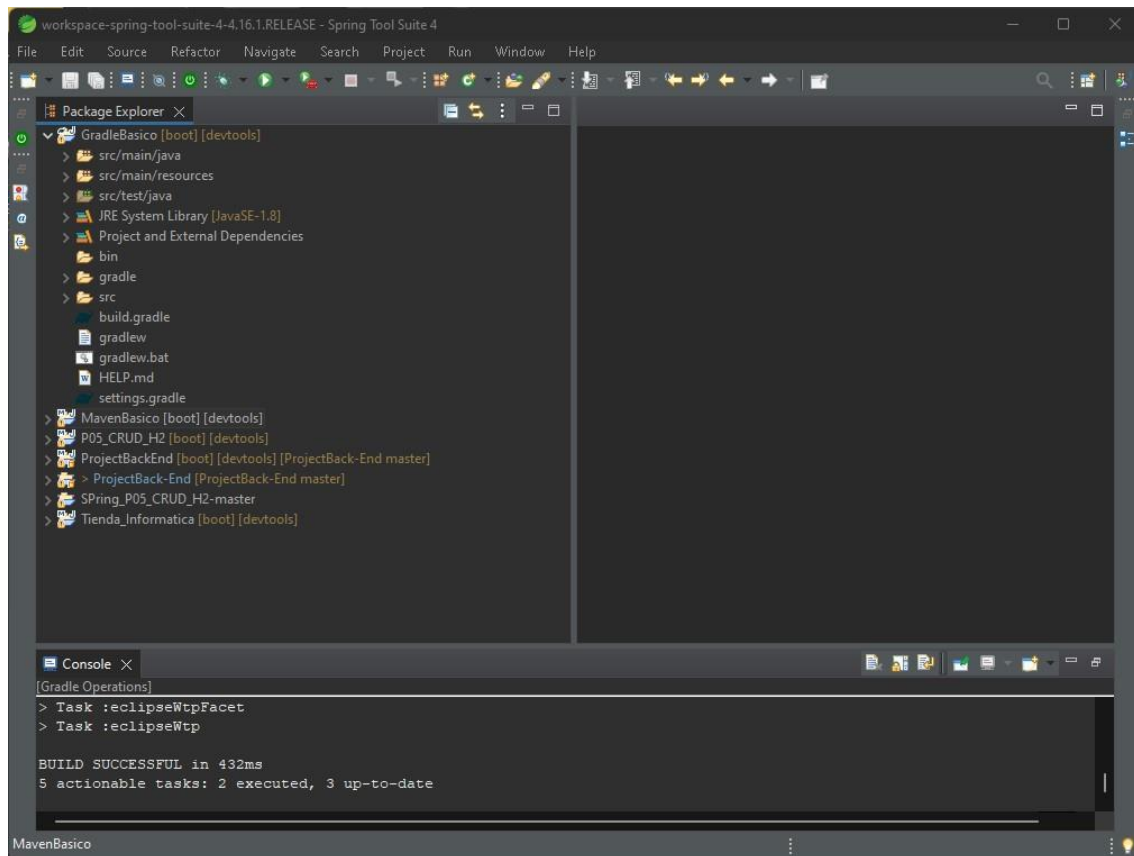 workspace-spring-tool-suite-4-4.16.1.RELEASE - Spring Tool Suite 4
File Edit Source Refactor Navigate Search Project Run Window Help
Package Explorer
GradleBasico [boot] [devtools]
src/main/java
src/main/resources
src/test/java
JRE System Library [JavaSE-1.8]
Project and External Dependencies
bin
gradle
src
build.gradle
gradlew
gradlew.bat
HELP.md
settings.gradle
MavenBasico [boot] [devtools]
P05_CRUD_H2 [boot] [devtools]
ProjectBackEnd [boot] [devtools] [ProjectBack-End master]
> ProjectBack-End [ProjectBack-End master]
SPring_P05_CRUD_H2-master
Tienda_Informatica [boot] [devtools]
Console
[Gradle Operations]
> Task :eclipseWtpFacet
> Task :eclipseWtp
BUILD SUCCESSFUL in 432ms
5 actionable tasks: 2 executed, 3 up-to-date
MavenBasico